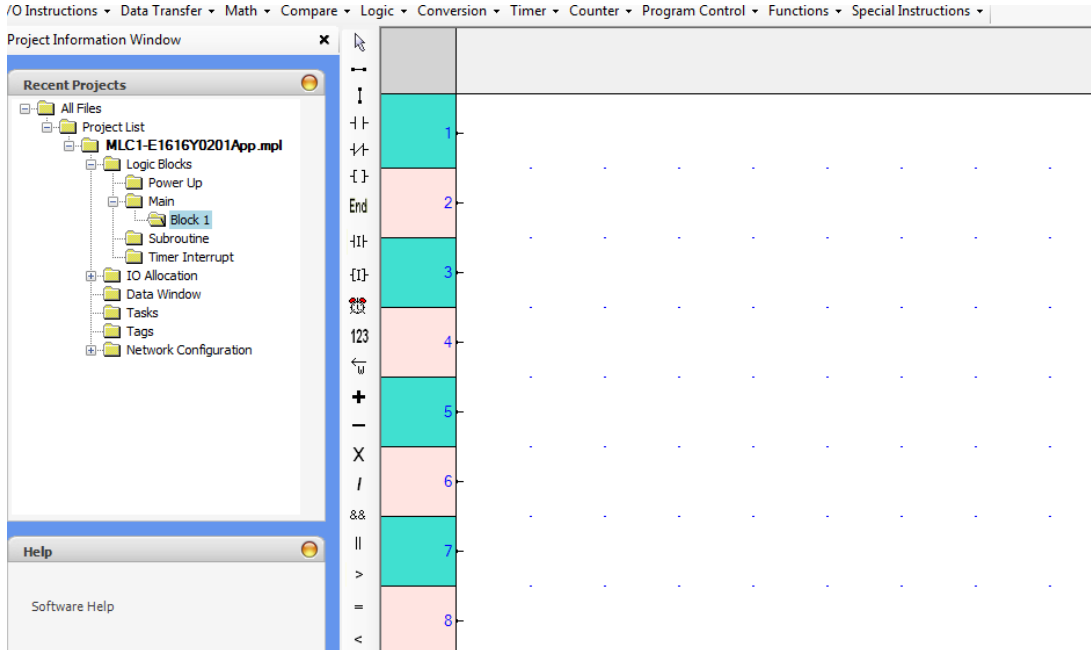 /O Instructions Data Transfer Math Compare Logic Conversion Timer Counter Program Control Functions Special Instructions
Project Information Window x
Recent Projects
All Files
Project List
MLC1-E1616Y0201App.mpl
Logic Blocks
Power Up
Main
Block 1
Subroutine
Timer Interrupt
IO Allocation
Data Window
Tasks
Tags
Network Configuration
Help
Software Help
End
123
W
+
−
X
/
&&
||
>
=
<
1
2
3
4
5
6
7
8